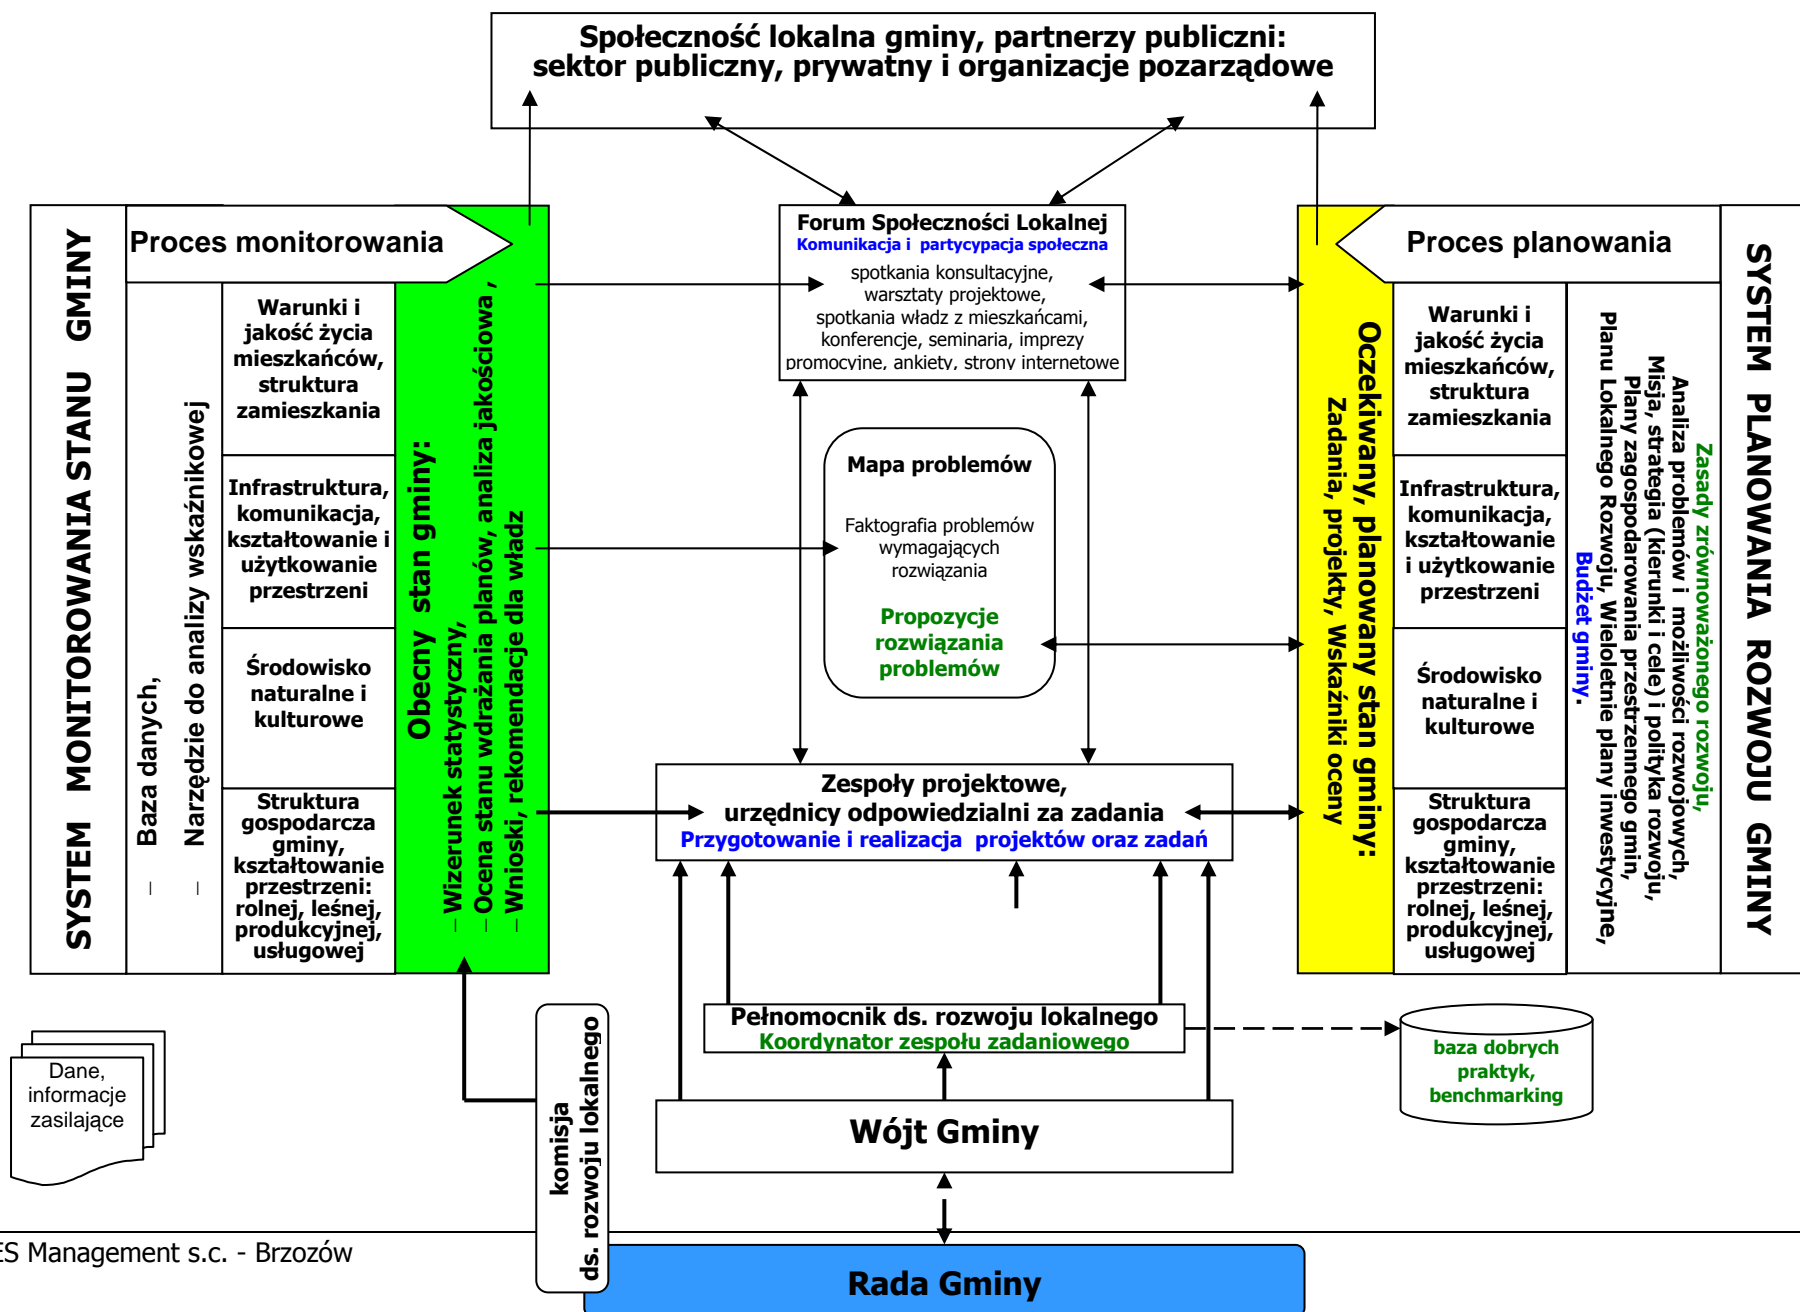 Społeczność lokalna gminy, partnerzy publiczni:
sektor publiczny, prywatny i organizacje pozarządowe
SYSTEM MONITOROWANIA STANU GMINY
Proces monitorowania
– Baza danych,
– Narzędzie do analizy wskaźnikowej
Warunki i
jakość życia
mieszkańców,
struktura
zamieszkania
Infrastruktura,
komunikacja,
kształtowanie i
użytkowanie
przestrzeni
Środowisko
naturalne i
kulturowe
Struktura
gospodarcza
gminy,
kształtowanie
przestrzeni:
rolnej, leśnej,
produkcyjnej,
usługowej
Obecny stan gminy:
– Wizerunek statystyczny,
– Ocena stanu wdrażania planów, analiza jakościowa ,
– Wnioski, rekomendacje dla władz
Forum Społeczności Lokalnej
Komunikacja i partycypacja społeczna
spotkania konsultacyjne,
warsztaty projektowe,
spotkania władz z mieszkańcami,
konferencje, seminaria, imprezy
promocyjne, ankiety, strony internetowe
Mapa problemów
Faktografia problemów
wymagających
rozwiązania
Propozycje
rozwiązania
problemów
Zespoły projektowe,
urzędnicy odpowiedzialni za zadania
Przygotowanie i realizacja projektów oraz zadań
Proces planowania
Oczekiwany, planowany stan gminy:
Zadania, projekty, Wskaźniki oceny
Warunki i
jakość życia
mieszkańców,
struktura
zamieszkania
Infrastruktura,
komunikacja,
kształtowanie
i użytkowanie
przestrzeni
Środowisko
naturalne i
kulturowe
Struktura
gospodarcza
gminy,
kształtowanie
przestrzeni:
rolnej, leśnej,
produkcyjnej,
usługowej
Zasady zrównoważonego rozwoju,
Analiza problemów i możliwości rozwojowych,
Misja, strategia (kierunki i cele) i polityka rozwoju,
Plany zagospodarowania przestrzennego gmin,
Planu Lokalnego Rozwoju, Wieloletnie plany inwestycyjne,
Budżet gminy.
SYSTEM PLANOWANIA ROZWOJU GMINY
Dane,
informacje
zasilające
komisja
ds. rozwoju lokalnego
Pełnomocnik ds. rozwoju lokalnego
Koordynator zespołu zadaniowego
baza dobrych
praktyk,
benchmarking
Wójt Gminy
ES Management s.c. - Brzozów
Rada Gminy